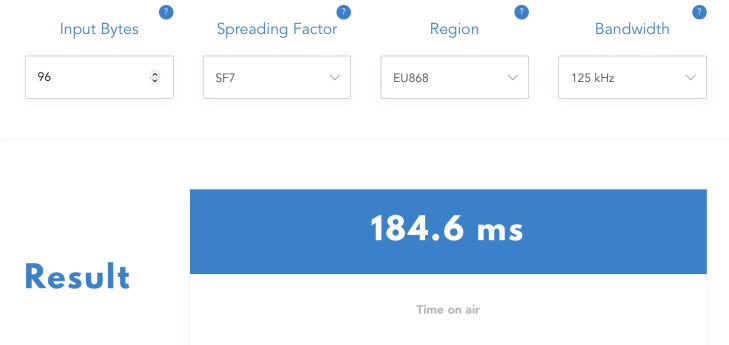 ? ? ? ?
Input Bytes Spreading Factor Region Bandwidth
96 SF7 EU868 125 kHz
184.6 ms
Result
Time on air